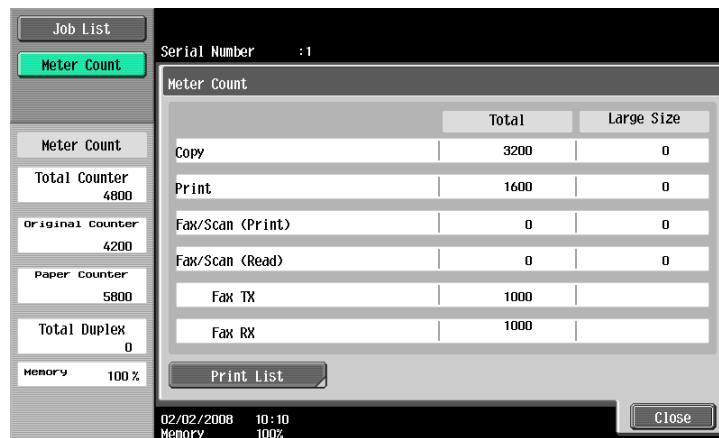 Job List
Meter Count
Serial Number :1
Meter Count
Total Large Size
Copy 3200 0
Print 1600 0
Fax/Scan (Print) 0 0
Fax/Scan (Read) 0 0
Fax TX 1000
Fax RX 1000
Print List
Meter Count
Total Counter
4800
Original Counter
4200
Paper Counter
5800
Total Duplex
0
Memory 100 %
02/02/2008 10:10
Memory 100%
Close